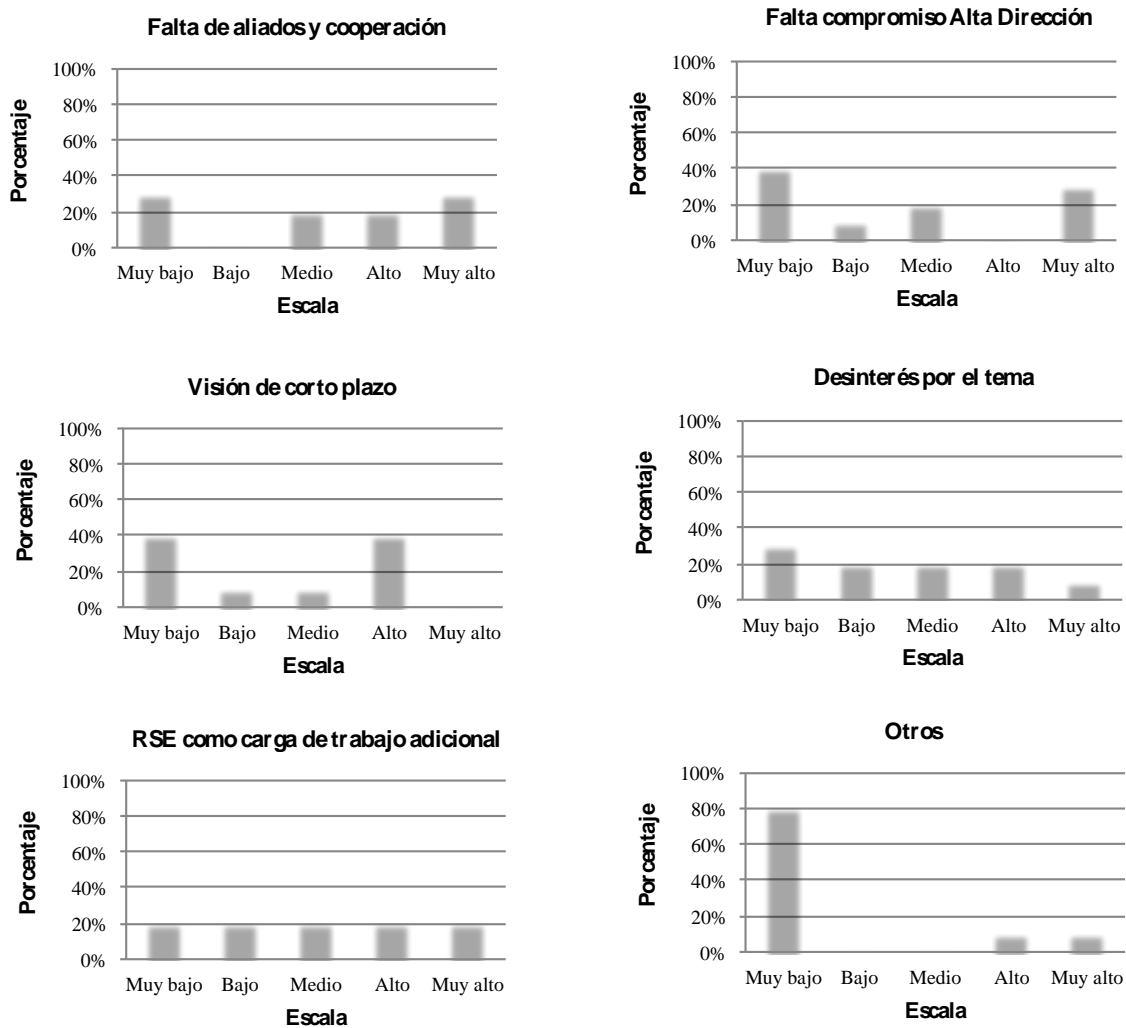 Falta de aliados y cooperación
100%
80%
60%
40%
20%
0%
Porcentaje
Muy bajo Bajo Medio Alto Muy alto
Escala
Falta compromiso Alta Dirección
100%
80%
60%
40%
20%
0%
Porcentaje
Muy bajo Bajo Medio Alto Muy alto
Escala
Visión de corto plazo
100%
80%
60%
40%
20%
0%
Porcentaje
Muy bajo Bajo Medio Alto Muy alto
Escala
Desinterés por el tema
100%
80%
60%
40%
20%
0%
Porcentaje
Muy bajo Bajo Medio Alto Muy alto
Escala
RSE como carga de trabajo adicional
100%
80%
60%
40%
20%
0%
Porcentaje
Muy bajo Bajo Medio Alto Muy alto
Escala
Otros
100%
80%
60%
40%
20%
0%
Porcentaje
Muy bajo Bajo Medio Alto Muy alto
Escala